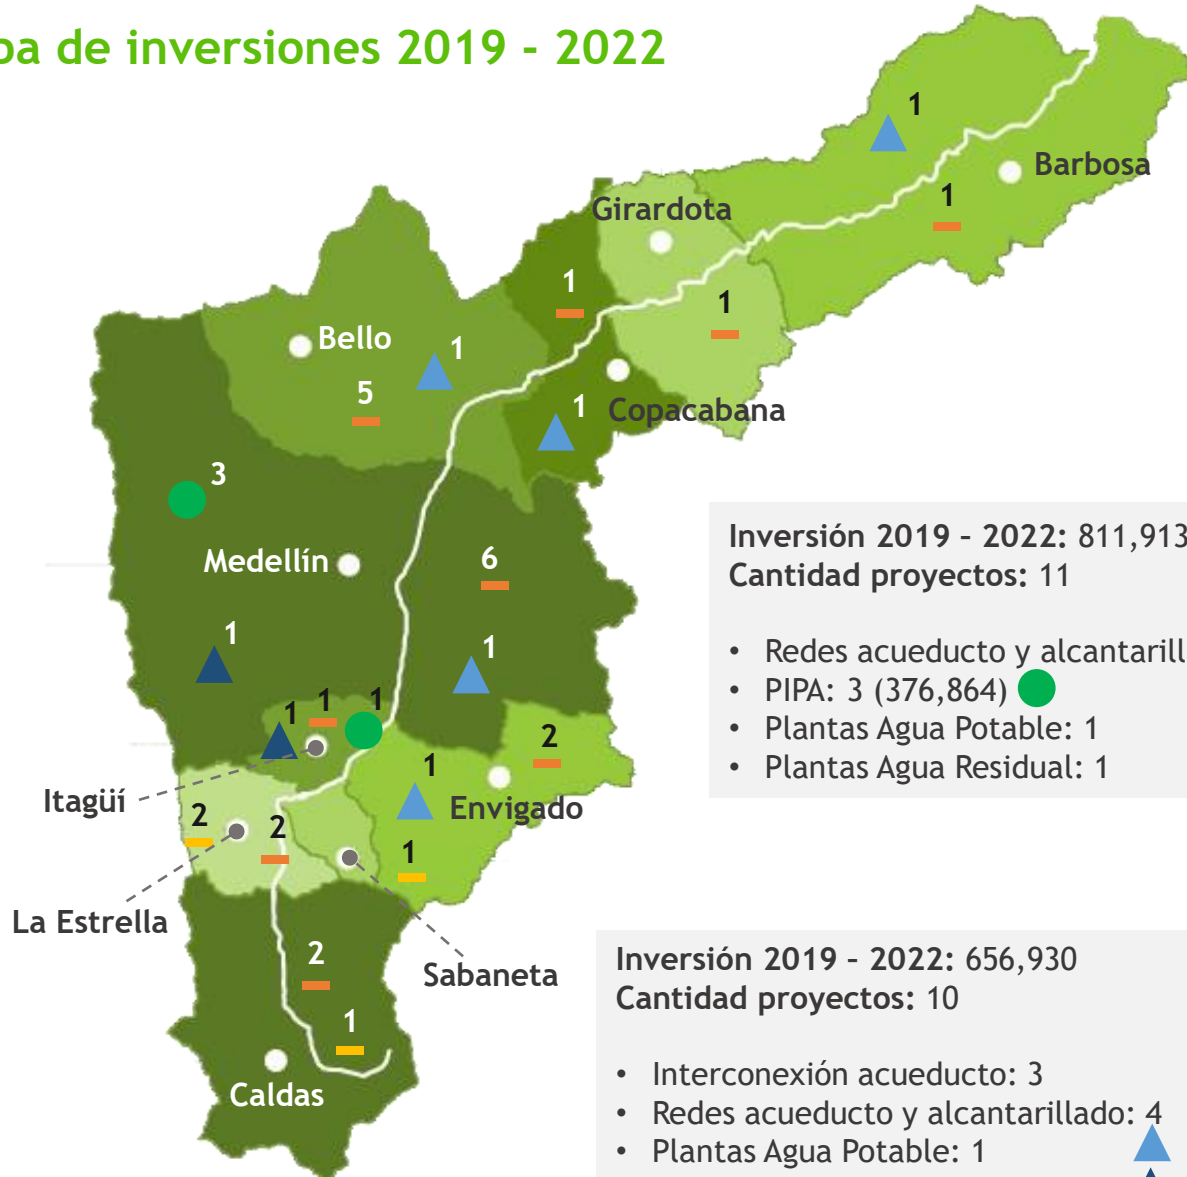 pa de inversiones 2019 - 2022
1
Barbosa
1
Girardota
1
1
Bello
1
5
1
Copacabana
3
Medellín
6
1
1
1
1
1
2
1
Itagüí
Envigado
2
2
1
La Estrella
2
Sabaneta
1
Caldas
Inversión 2019 – 2022: 811,913
Cantidad proyectos: 11
• Redes acueducto y alcantarill
• PIPA: 3 (376,864)
• Plantas Agua Potable: 1
• Plantas Agua Residual: 1
Inversión 2019 – 2022: 656,930
Cantidad proyectos: 10
• Interconexión acueducto: 3
• Redes acueducto y alcantarillado: 4
• Plantas Agua Potable: 1